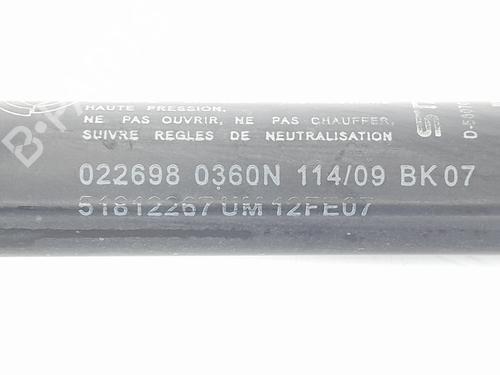 HAUTE PRESSION.
NE PAS OUVRIR, NE PAS CHAUFFER,
SUIVRE REGLES DE NEUTRALISATION
022698 0360N 114/09 BK07
51812267 UM 12FE07